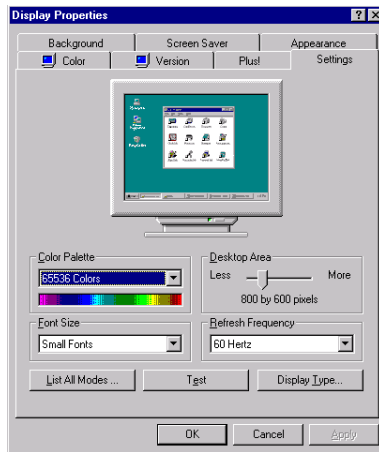 Display Properties
Background Screen Saver Appearance
Color Version Plus! Settings
Color Palette
65536 Colors
Desktop Area
Less More
800 by 600 pixels
Font Size
Small Fonts
Refresh Frequency
60 Hertz
List All Modes ... Test Display Type...
OK Cancel Apply